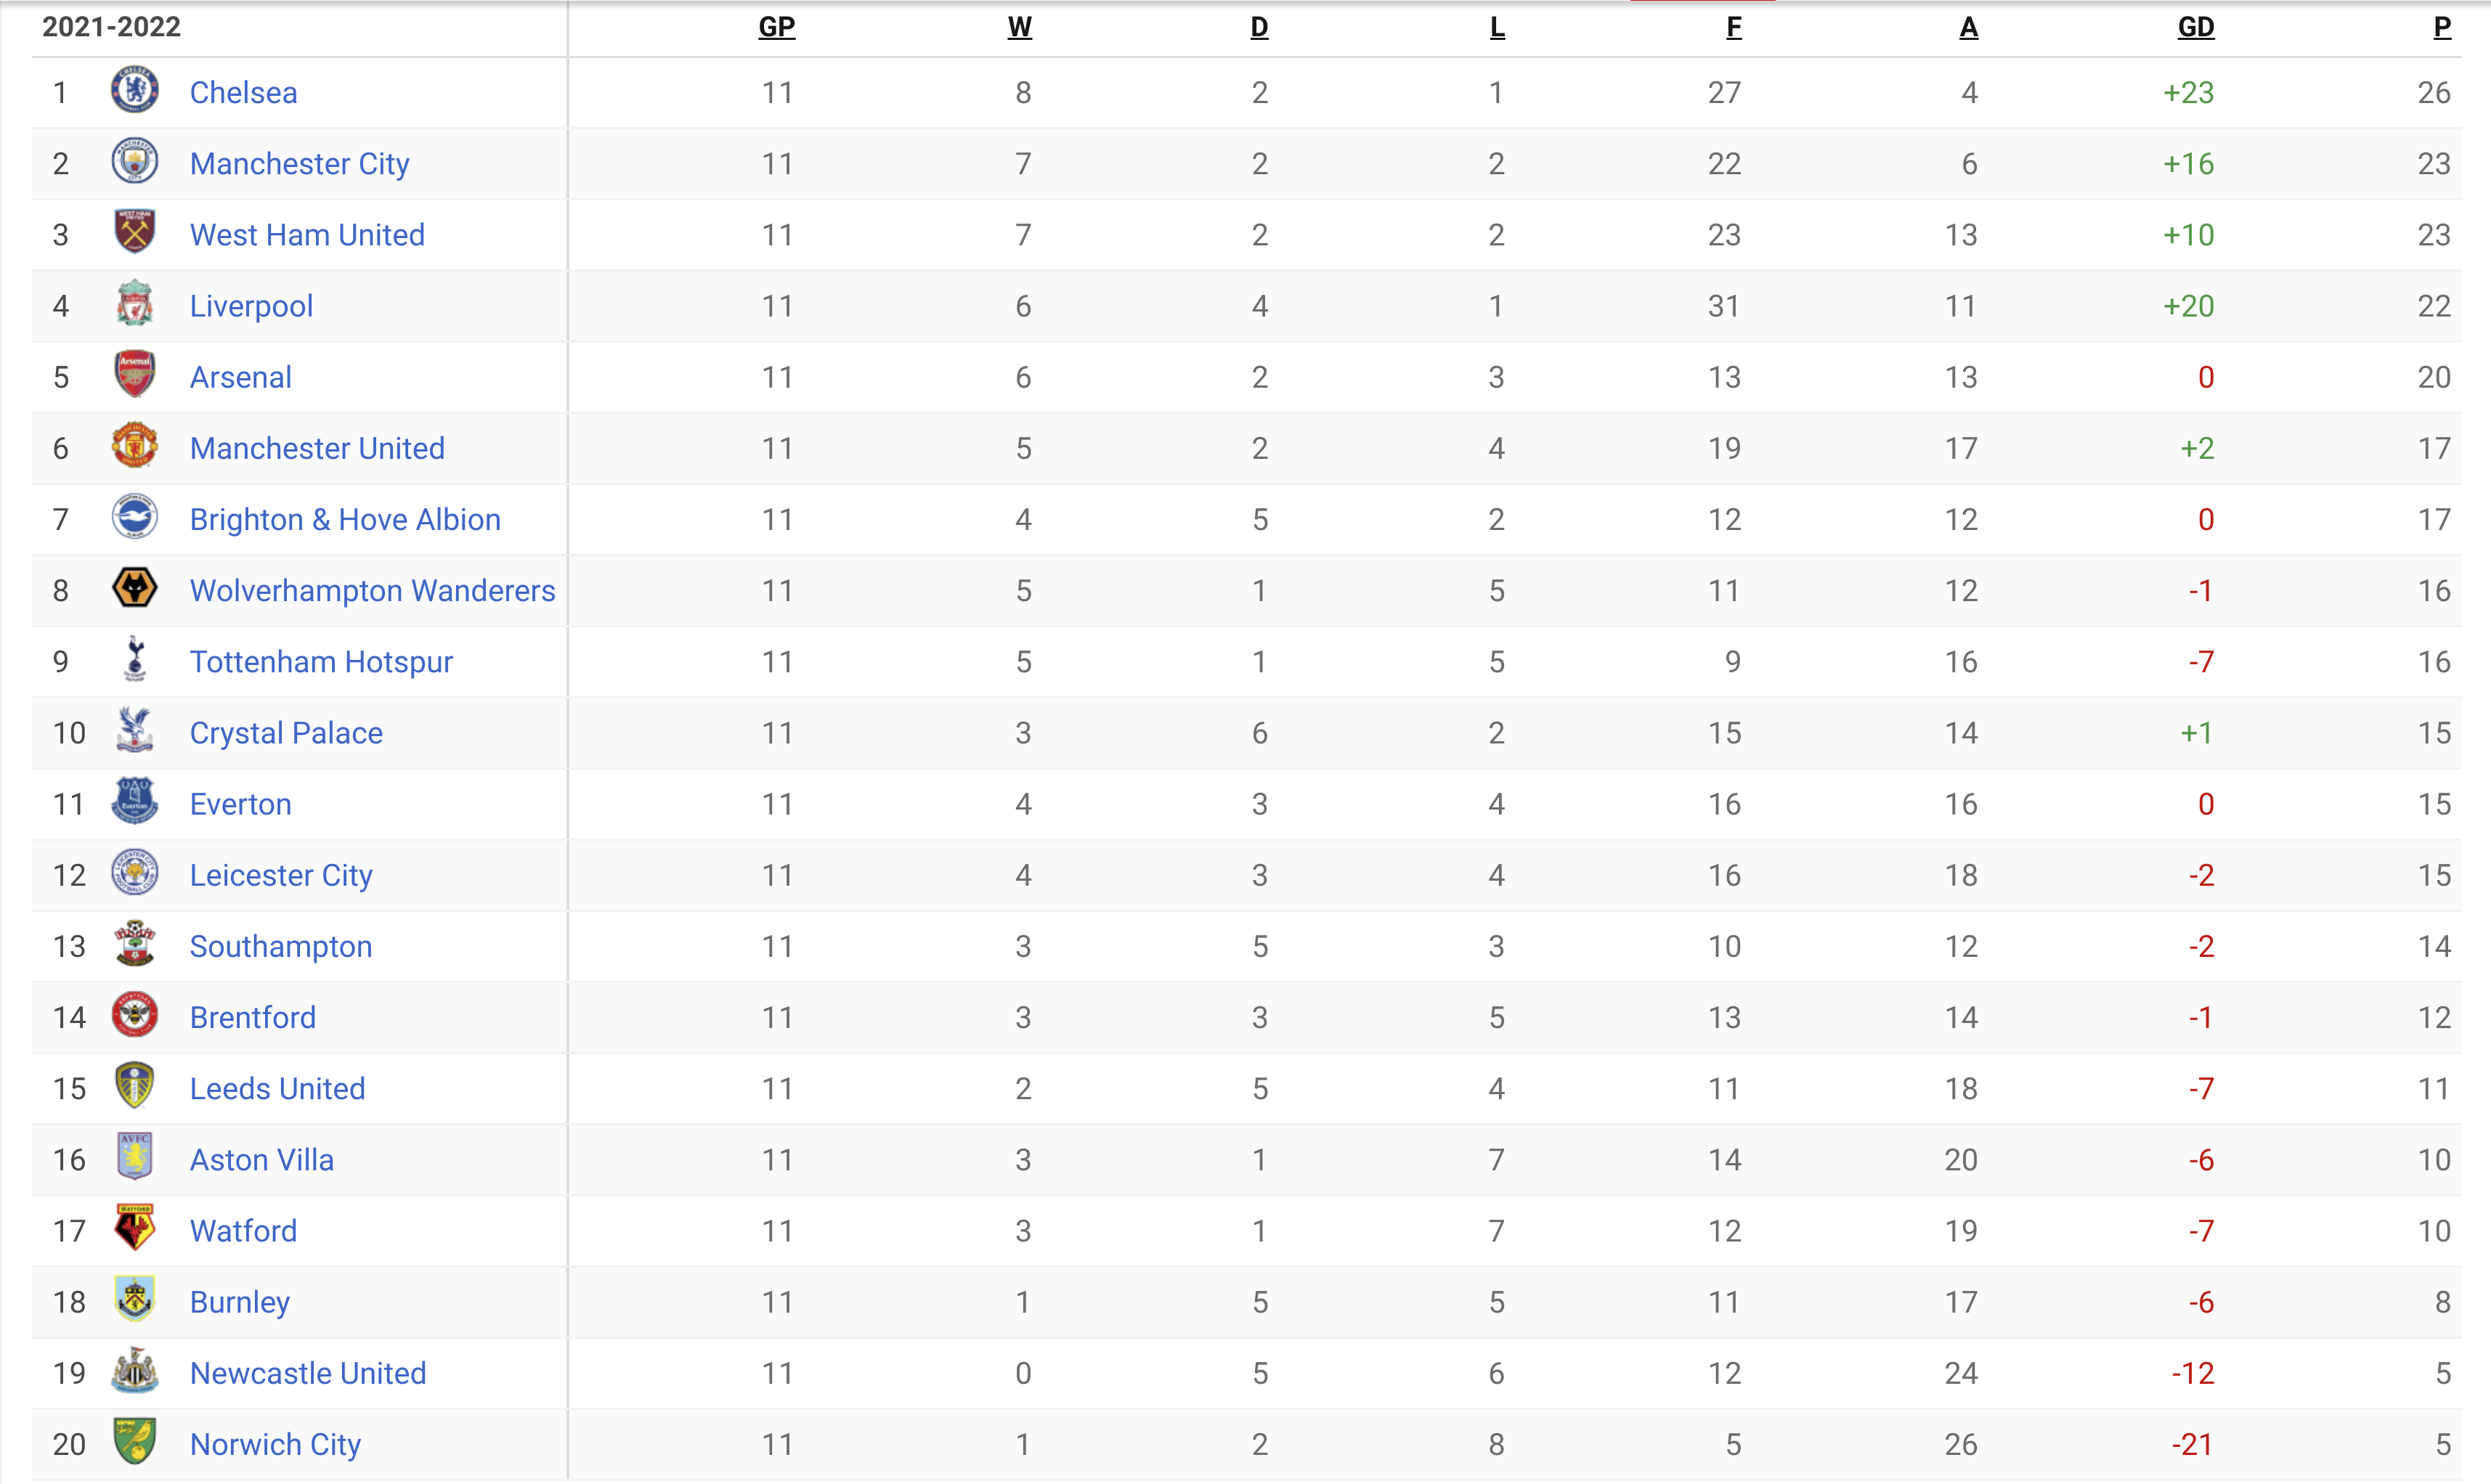 2021-2022 GP W D L F A GD P
1 Chelsea 11 8 2 1 27 4 +23 26
2 Manchester City 11 7 2 2 22 6 +16 23
3 West Ham United 11 7 2 2 23 13 +10 23
4 Liverpool 11 6 4 1 31 11 +20 22
5 Arsenal 11 6 2 3 13 13 0 20
6 Manchester United 11 5 2 4 19 17 +2 17
7 Brighton & Hove Albion 11 4 5 2 12 12 0 17
8 Wolverhampton Wanderers 11 5 1 5 11 12 -1 16
9 Tottenham Hotspur 11 5 1 5 9 16 -7 16
10 Crystal Palace 11 3 6 2 15 14 +1 15
11 Everton 11 4 3 4 16 16 0 15
12 Leicester City 11 4 3 4 16 18 -2 15
13 Southampton 11 3 5 3 10 12 -2 14
14 Brentford 11 3 3 5 13 14 -1 12
15 Leeds United 11 2 5 4 11 18 -7 11
16 Aston Villa 11 3 1 7 14 20 -6 10
17 Watford 11 3 1 7 12 19 -7 10
18 Burnley 11 1 5 5 11 17 -6 8
19 Newcastle United 11 0 5 6 12 24 -12 5
20 Norwich City 11 1 2 8 5 26 -21 5